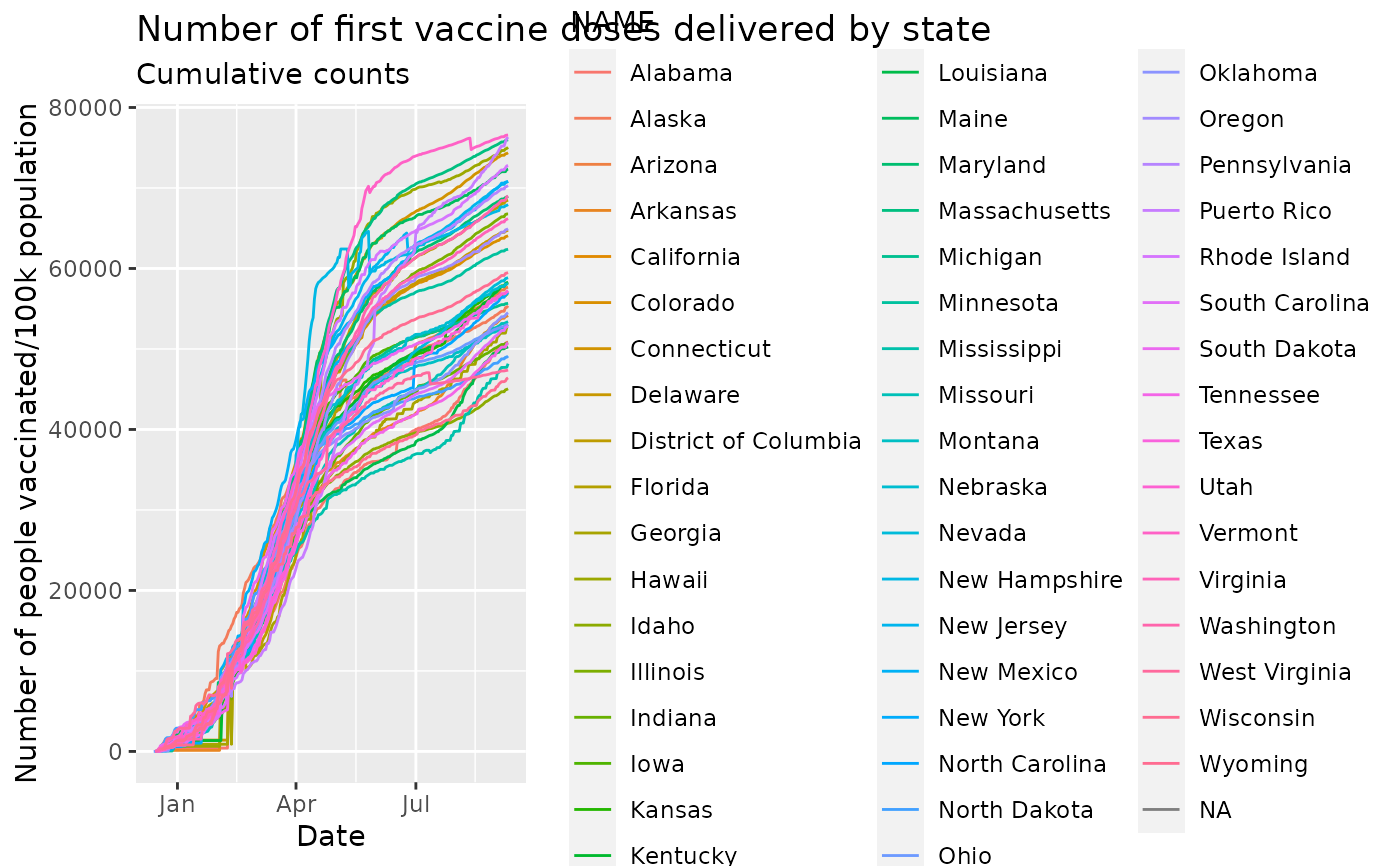 Number of first vaccine doses delivered by state
Cumulative counts
Number of people vaccinated/100k population
80000
60000
40000
20000
0
Jan
Apr
Jul
Date
NAME
Alabama
Alaska
Arizona
Arkansas
California
Colorado
Connecticut
Delaware
District of Columbia
Florida
Georgia
Hawaii
Idaho
Illinois
Indiana
Iowa
Kansas
Kentucky
Louisiana
Maine
Maryland
Massachusetts
Michigan
Minnesota
Mississippi
Missouri
Montana
Nebraska
Nevada
New Hampshire
New Jersey
New Mexico
New York
North Carolina
North Dakota
Ohio
Oklahoma
Oregon
Pennsylvania
Puerto Rico
Rhode Island
South Carolina
South Dakota
Tennessee
Texas
Utah
Vermont
Virginia
Washington
West Virginia
Wisconsin
Wyoming
NA